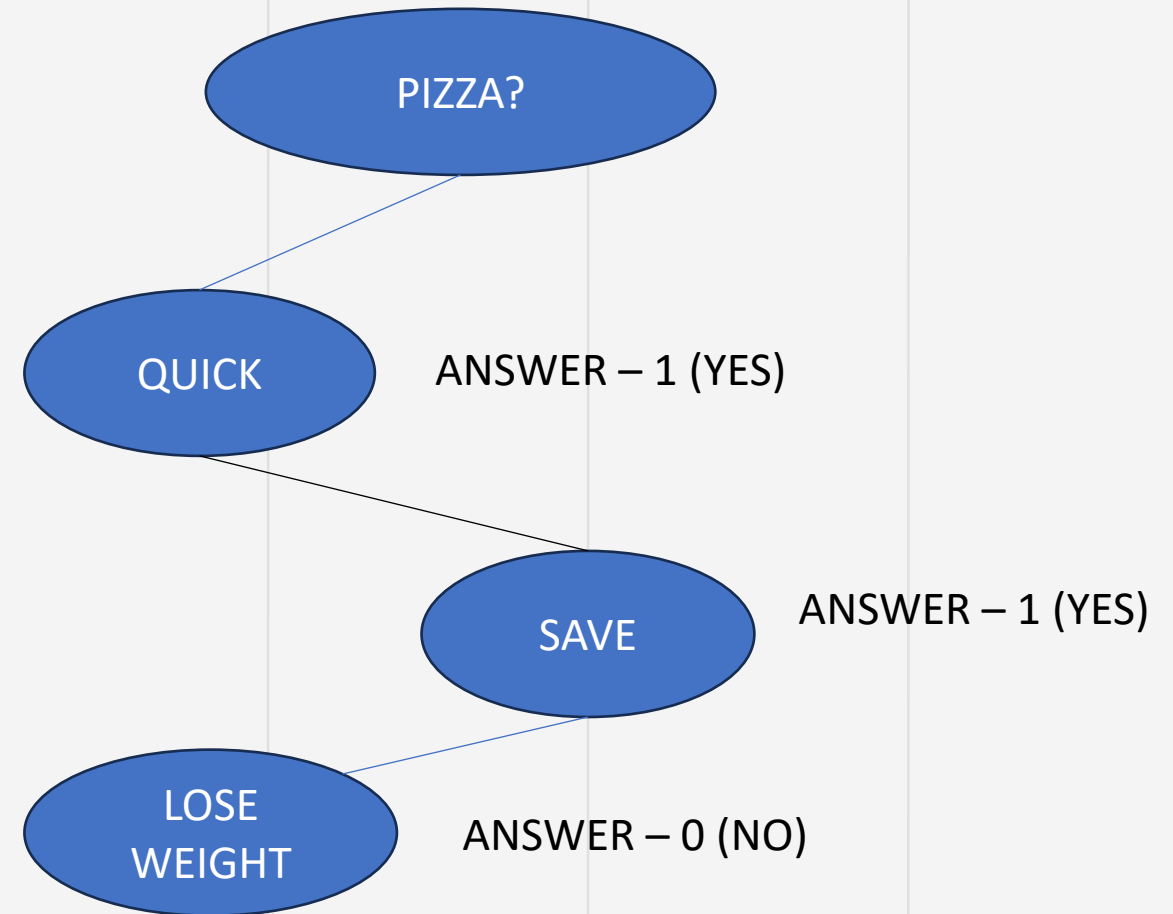 PIZZA?
QUICK
ANSWER – 1 (YES)
SAVE
ANSWER – 1 (YES)
LOSE
WEIGHT
ANSWER – 0 (NO)